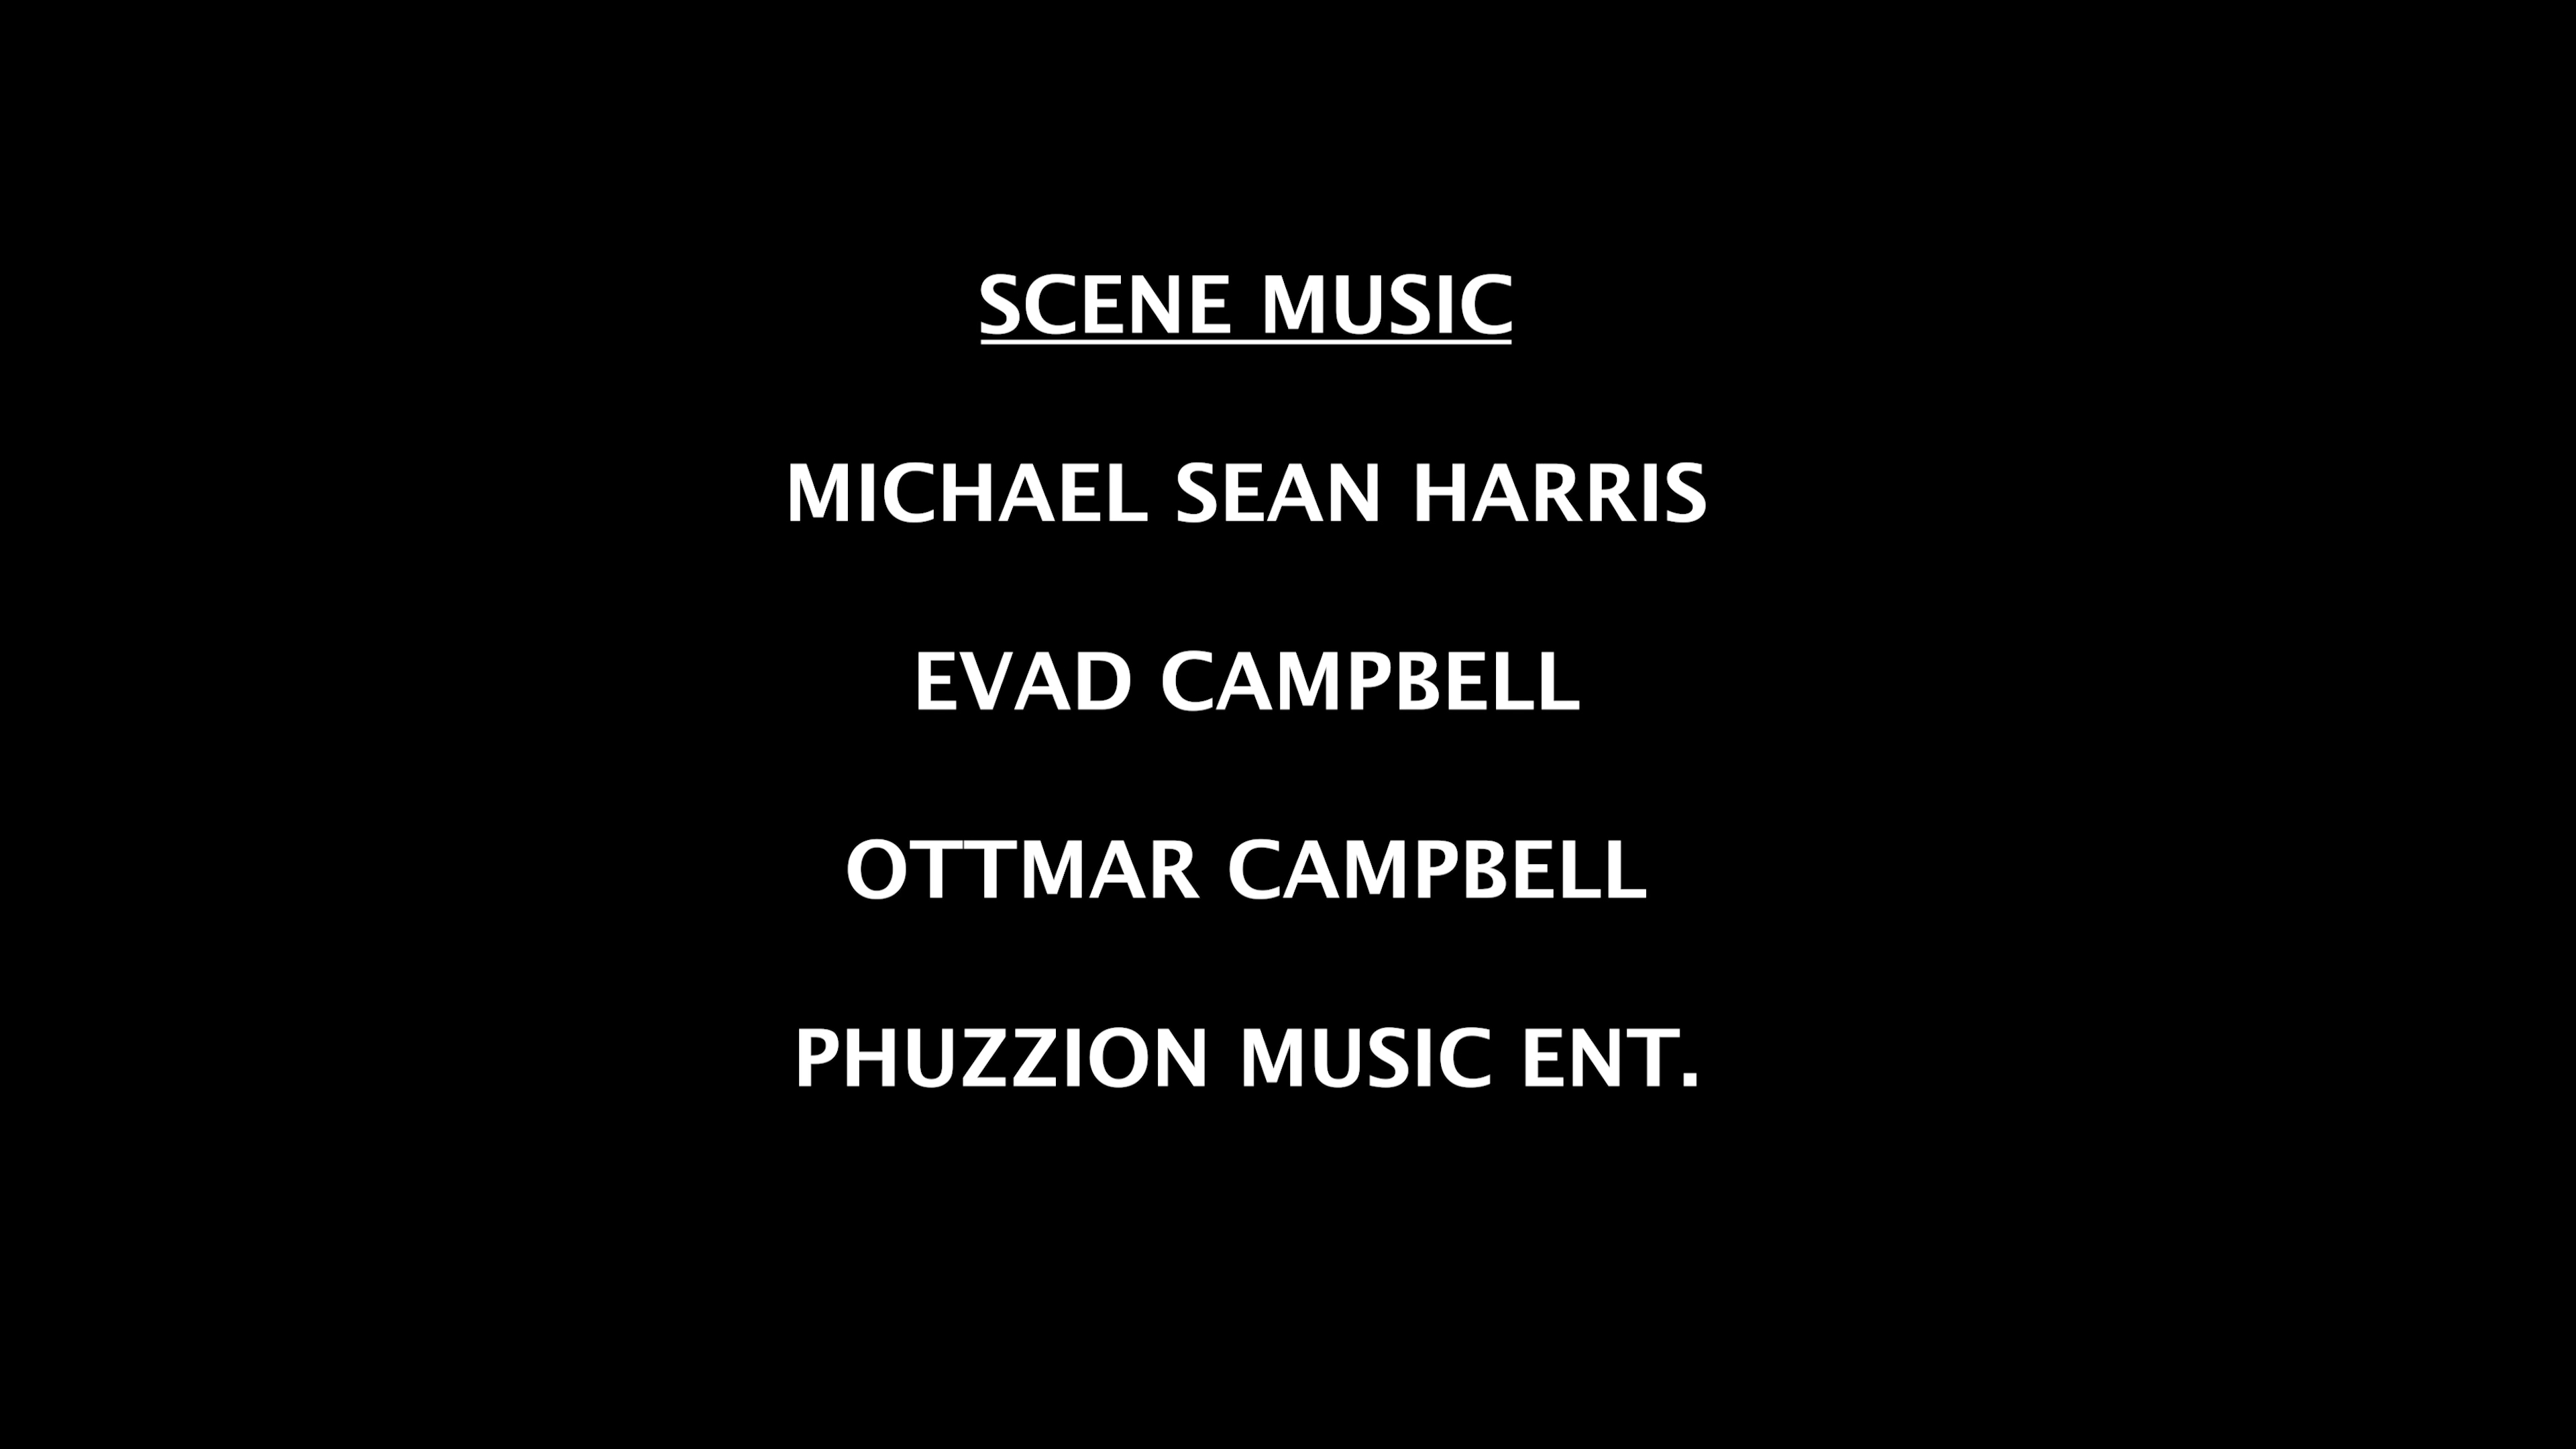 SCENE MUSIC
MICHAEL SEAN HARRIS
EVAD CAMPBELL
OTTMAR CAMPBELL
PHUZZION MUSIC ENT.